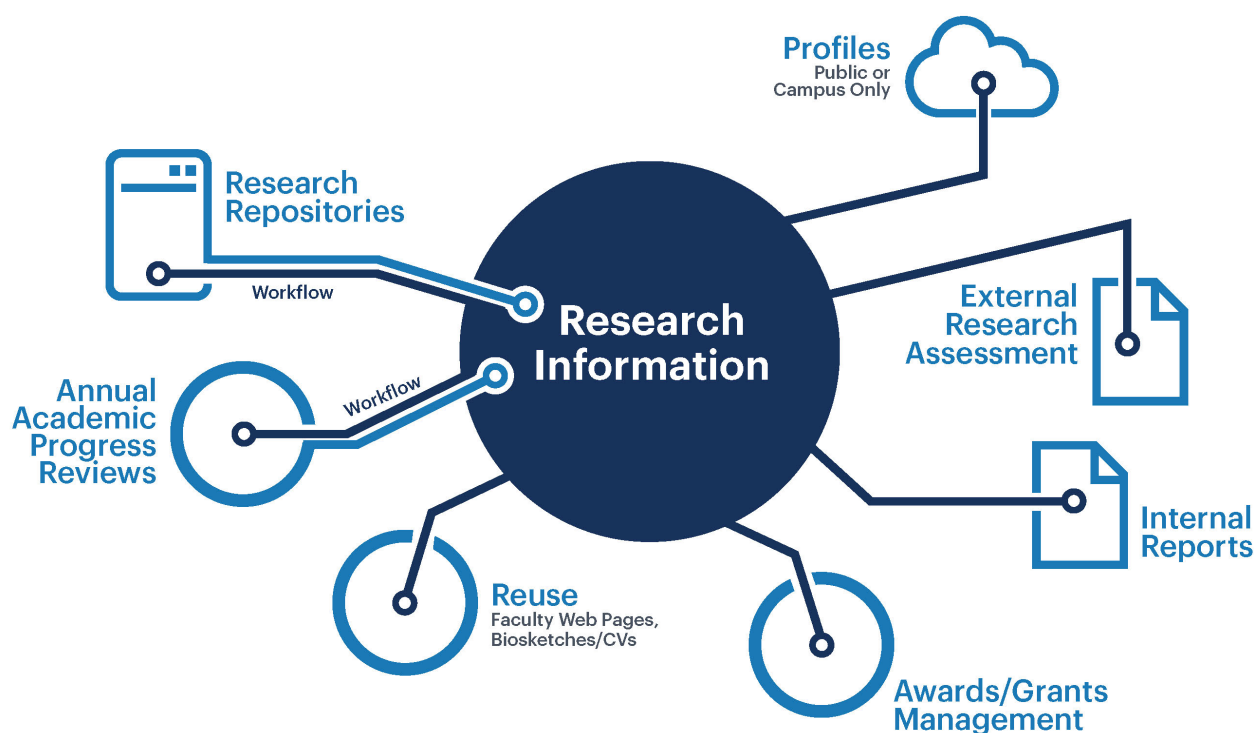 Profiles
Public or
Campus Only
Research
Repositories
Workflow
Research
Information
External
Research
Assessment
Annual
Academic
Progress
Reviews
Workflow
Internal
Reports
Reuse
Faculty Web Pages,
Biosketches/CVs
Awards/Grants
Management